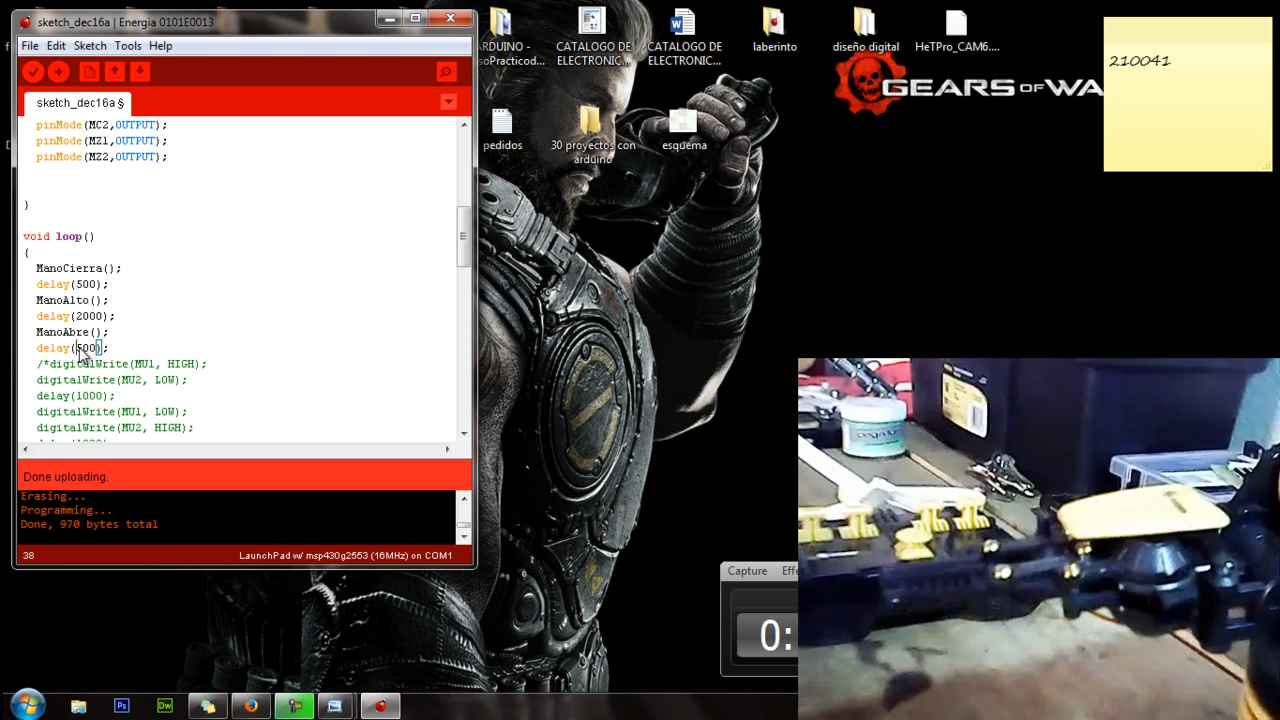 sketch_dec16a | Energia 0101E0013
File Edit Sketch Tools Help
sketch_dec16a §
pinMode(MC2,OUTPUT);
pinMode(MZ1,OUTPUT);
pinMode(MZ2,OUTPUT);
}
void loop()
{
ManoCierra();
delay(500);
ManoAlto();
delay(2000);
ManoAbre();
delay(500);
/*digitalWrite(MU1, HIGH);
digitalWrite(MU2, LOW);
delay(1000);
digitalWrite(MU1, LOW);
digitalWrite(MU2, HIGH);
Done uploading.
Erasing...
Programming...
Done, 970 bytes total
38
LaunchPad w/ msp430g2553 (16MHz) on COM1
ARDUINO -
soPracticod...
CATALOGO DE
ELECTRONIC...
CATALOGO DE
ELECTRONIC...
laberinto
diseño digital
HeTPro_CAM6....
pedidos
30 proyectos con
arduino
esquema
GEARS OF WA
210041
Capture Effe
0:
Ps
Dw